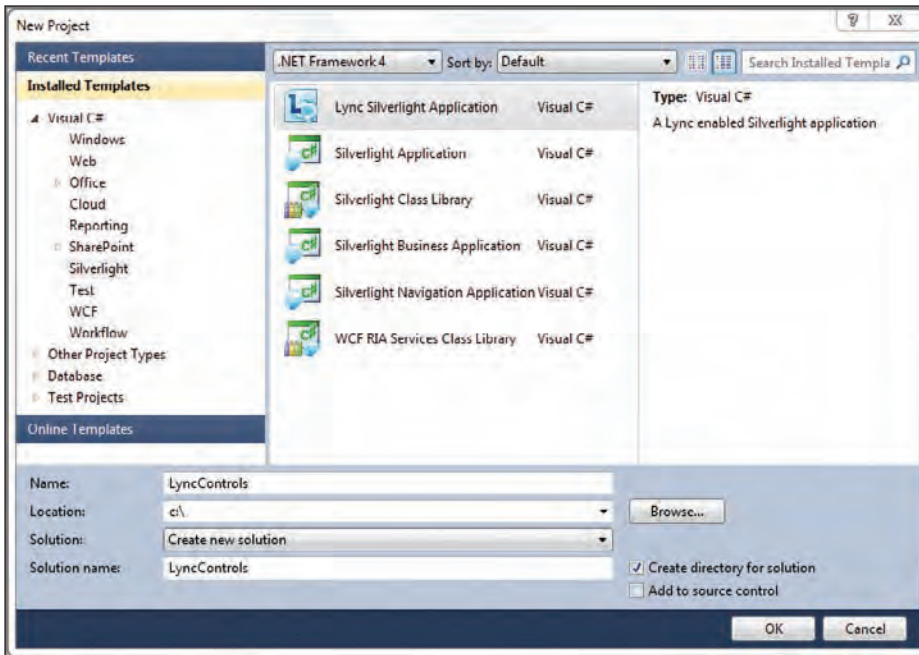 New Project
Recent Templates
Installed Templates
Visual C#
Windows
Web
Office
Cloud
Reporting
SharePoint
Silverlight
Test
WCF
Workflow
Other Project Types
Database
Test Projects
Online Templates
.NET Framework 4 Sort by: Default Search Installed Templa
Lync Silverlight Application Visual C#
Silverlight Application Visual C#
Silverlight Class Library Visual C#
Silverlight Business Application Visual C#
Silverlight Navigation Application Visual C#
WCF RIA Services Class Library Visual C#
Type: Visual C#
A Lync enabled Silverlight application
Name: LyncControls
Location: c:\ Browse...
Solution: Create new solution
Solution name: LyncControls
Create directory for solution
Add to source control
OK Cancel